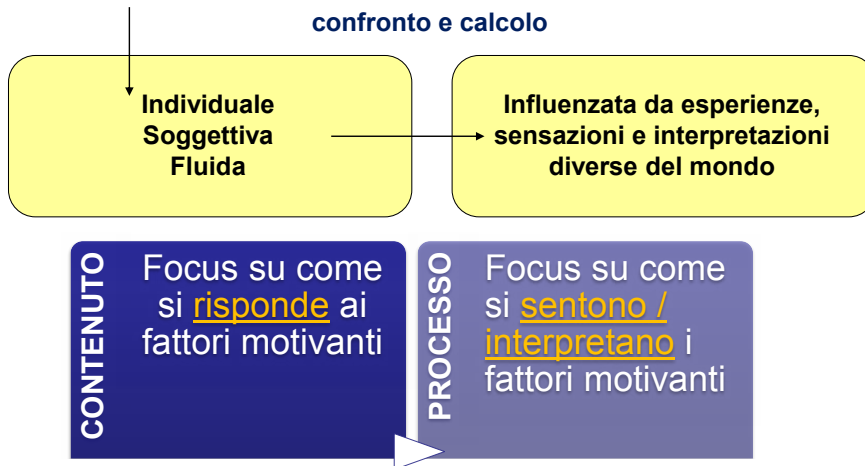 confronto e calcolo
Individuale
Soggettiva
Fluida
Influenzata da esperienze,
sensazioni e interpretazioni
diverse del mondo
CONTENUTO
Focus su come
si risponde ai
fattori motivanti
PROCESSO
Focus su come
si sentono /
interpretano i
fattori motivanti